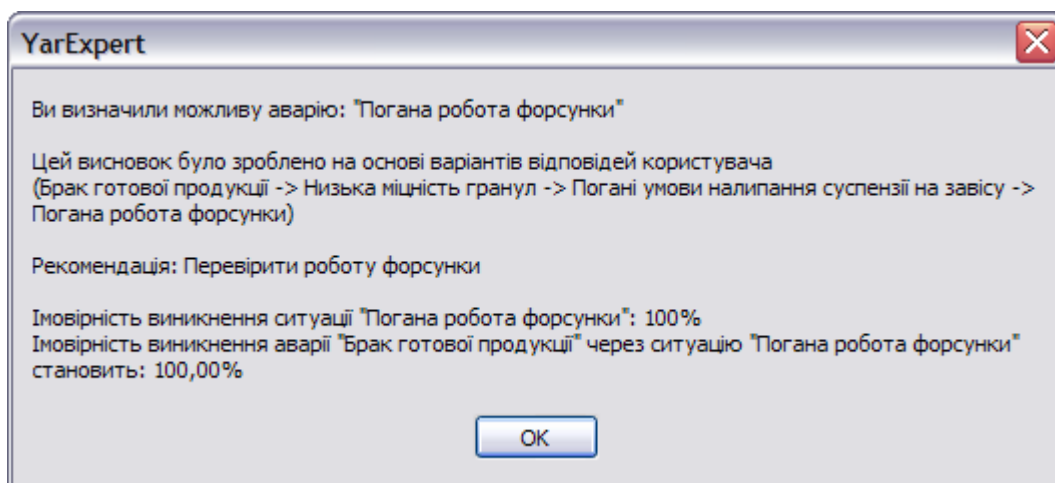 YarExpert
Ви визначили можливу аварію: "Погана робота форсунки"
Цей висновок було зроблено на основі варіантів відповідей користувача
(Брак готової продукції -> Низька міцність гранул -> Погані умови налипання суспензії на завісу ->
Погана робота форсунки)
Рекомендація: Перевірити роботу форсунки
Імовірність виникнення ситуації "Погана робота форсунки": 100%
Імовірність виникнення аварії "Брак готової продукції" через ситуацію "Погана робота форсунки"
становить: 100,00%
OK